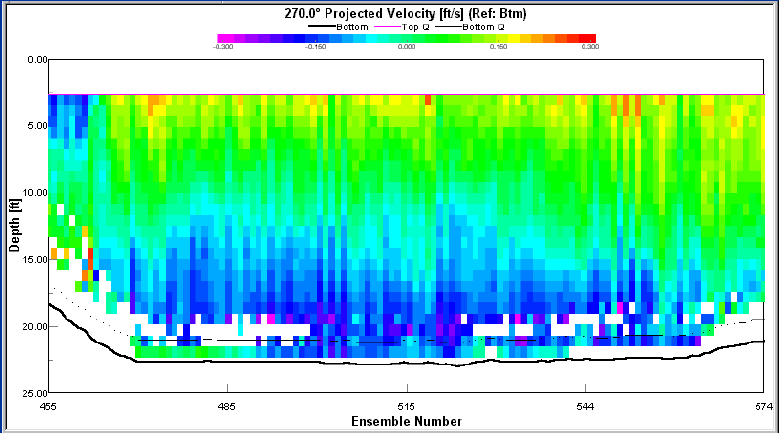 270.0° Projected Velocity [ft/s] (Ref: Btm)
Bottom Top Q Bottom Q
-0.300 -0.150 0.000 0.150 0.300
0.00
5.00
10.00
15.00
20.00
25.00
Depth [ft]
455 485 515 544 574
Ensemble Number